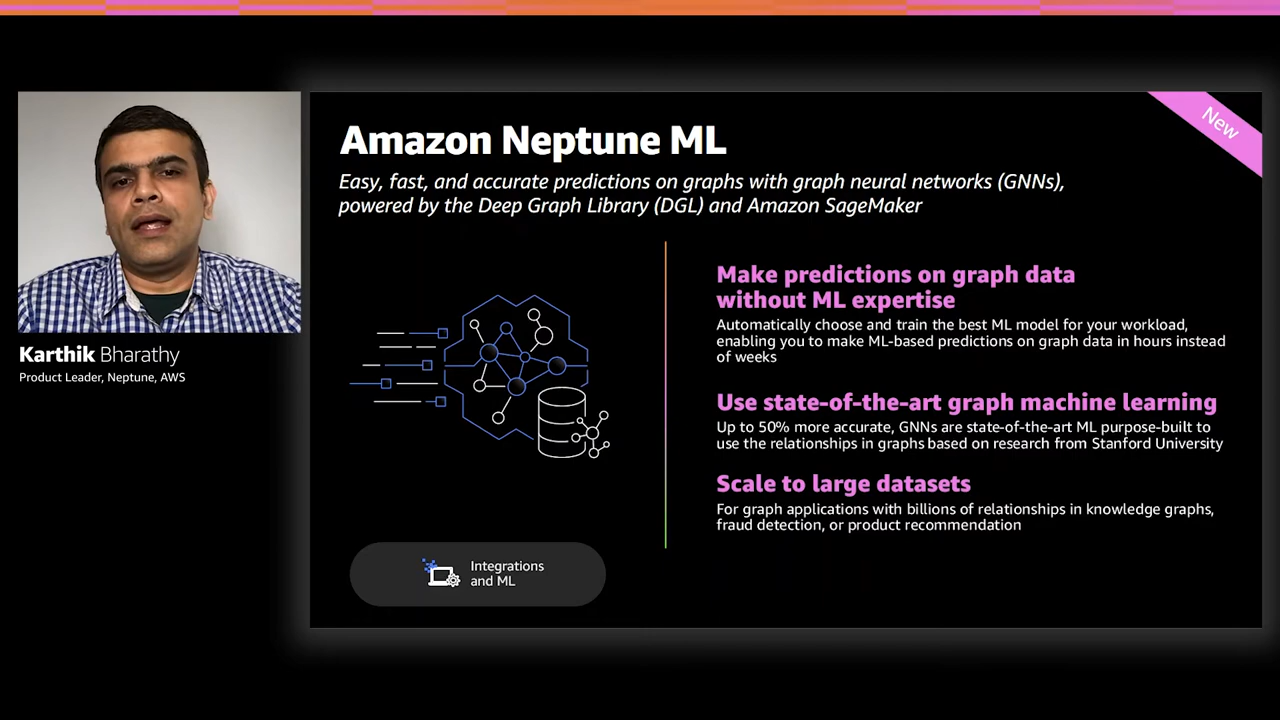 Karthik Bharathy
Product Leader, Neptune, AWS
New
Amazon Neptune ML
Easy, fast, and accurate predictions on graphs with graph neural networks (GNNs),
powered by the Deep Graph Library (DGL) and Amazon SageMaker
Make predictions on graph data
without ML expertise
Automatically choose and train the best ML model for your workload,
enabling you to make ML-based predictions on graph data in hours instead
of weeks
Use state-of-the-art graph machine learning
Up to 50% more accurate, GNNs are state-of-the-art ML purpose-built to
use the relationships in graphs based on research from Stanford University
Scale to large datasets
For graph applications with billions of relationships in knowledge graphs,
fraud detection, or product recommendation
Integrations
and ML